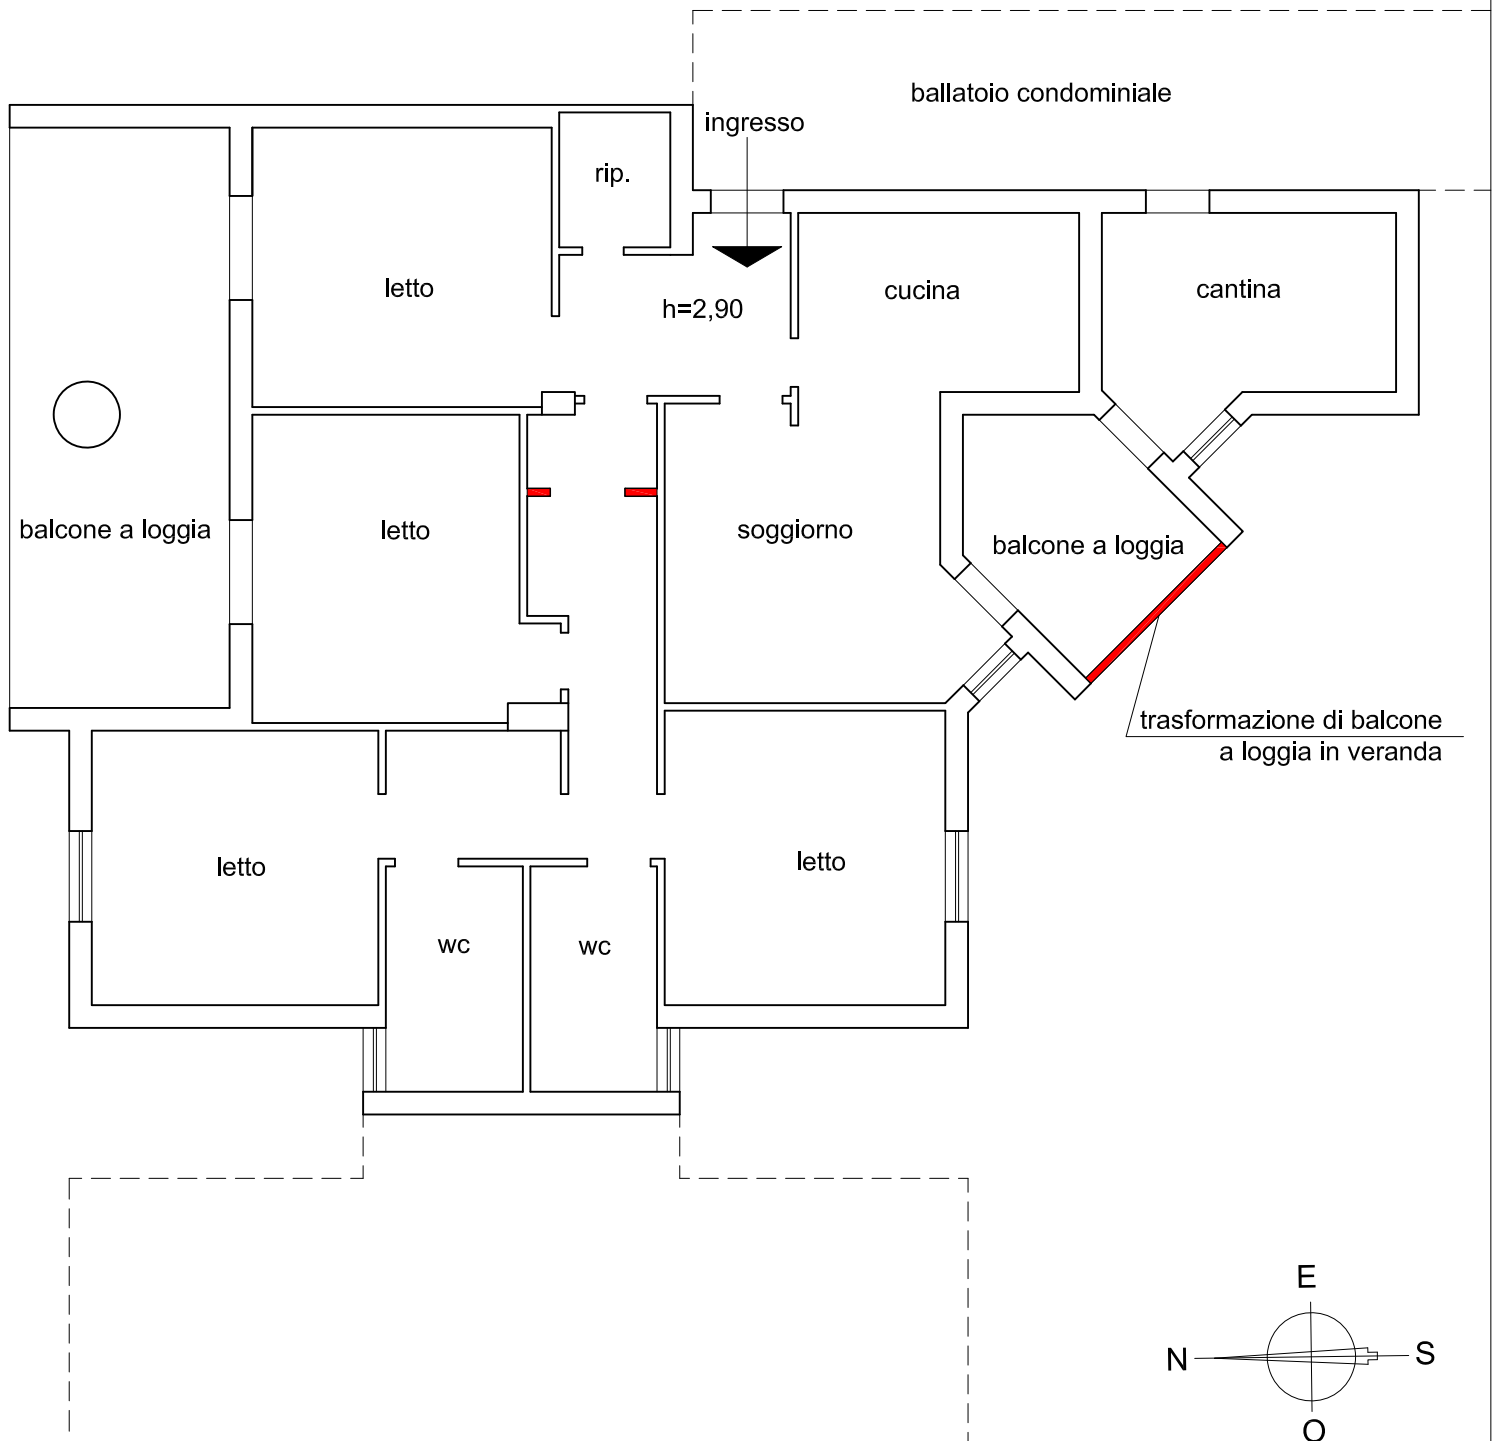 ballatoio condominiale
ingresso
rip.
letto
h=2,90
cucina
cantina
balcone a loggia
letto
soggiorno
balcone a loggia
trasformazione di balcone
a loggia in veranda
letto
letto
wc
wc
E
N
S
O